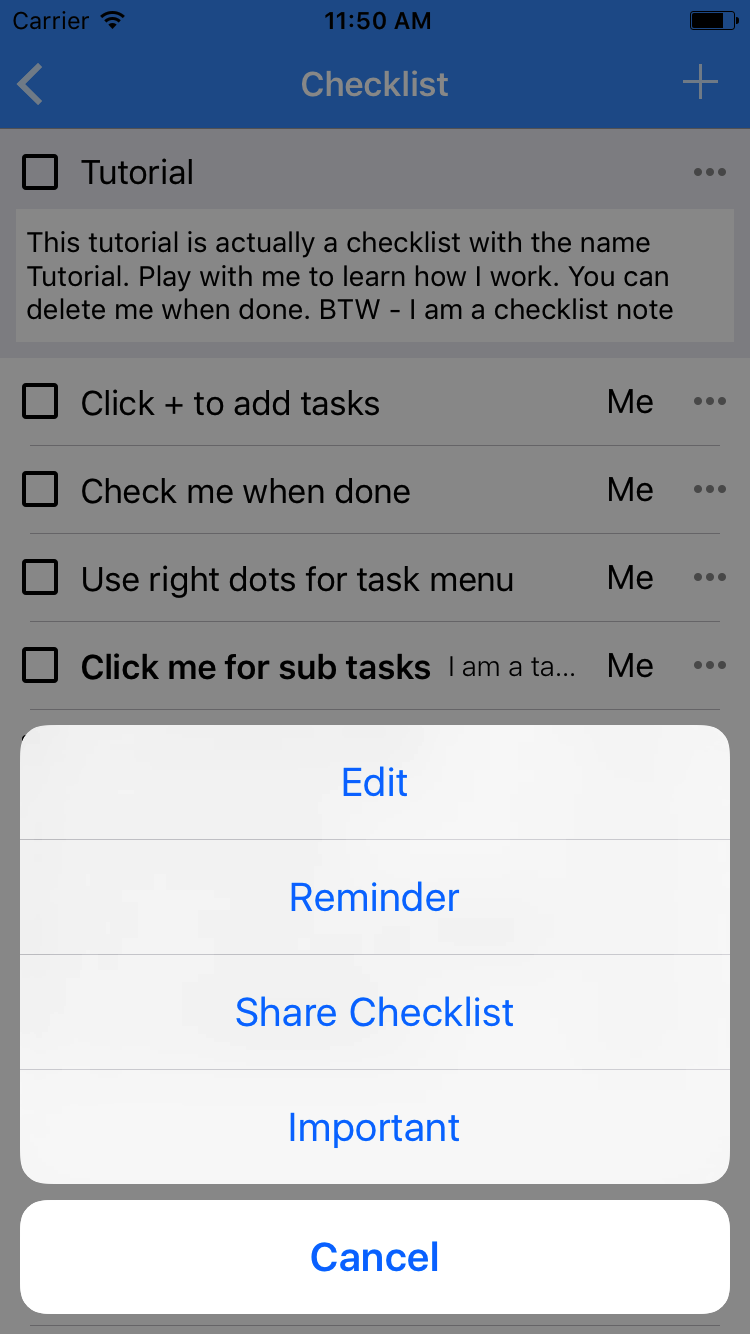 Carrier 11:50 AM
Checklist
Tutorial
This tutorial is actually a checklist with the name
Tutorial. Play with me to learn how I work. You can
delete me when done. BTW - I am a checklist note
Click + to add tasks Me
Check me when done Me
Use right dots for task menu Me
Click me for sub tasks I am a ta... Me
Edit
Reminder
Share Checklist
Important
Cancel